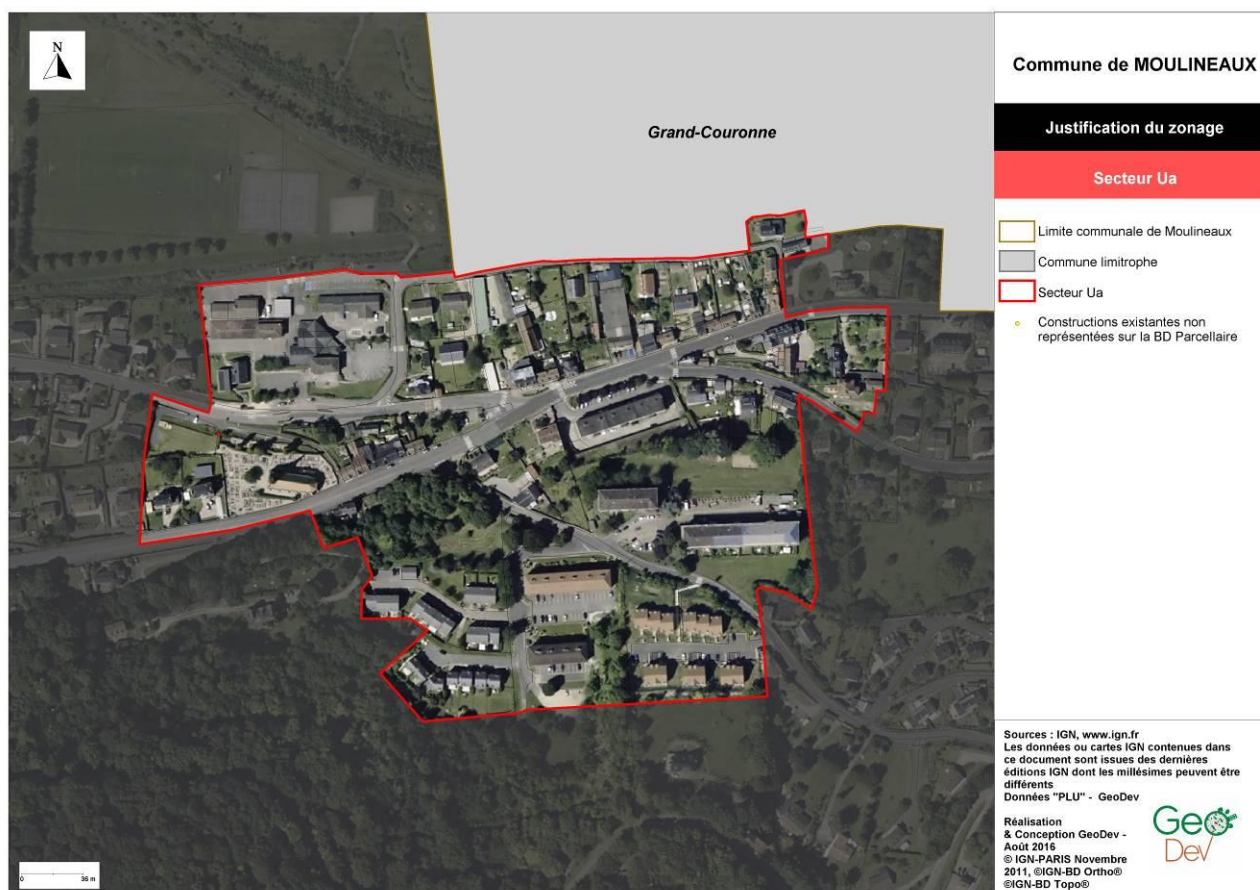 N
Grand-Couronne
0 36 m
Commune de MOULINEAUX
Justification du zonage
Secteur Ua
Limite communale de Moulineaux
Commune limitrophe
Secteur Ua
Constructions existantes non
représentées sur la BD Parcellaire
Sources : IGN, www.ign.fr
Les données ou cartes IGN contenues dans
ce document sont issues des dernières
éditions IGN dont les millésimes peuvent être
différents
Données "PLU" - GeoDev
Réalisation
& Conception GeoDev -
Août 2016
© IGN-PARIS Novembre
2011, ©IGN-BD Ortho®
©IGN-BD Topo®
Geo
Dev